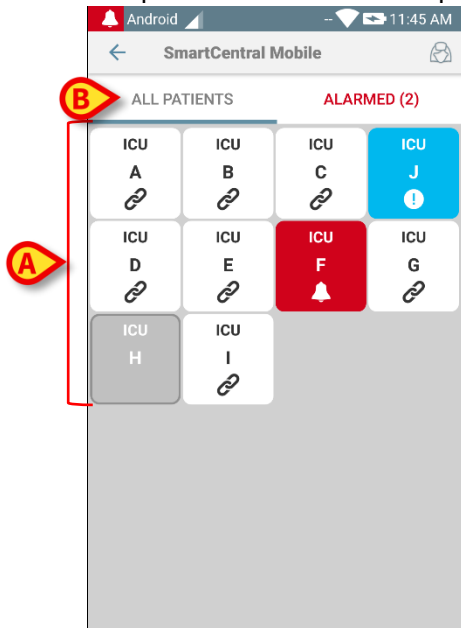 Android -- 11:45 AM
SmartCentral Mobile
B ALL PATIENTS ALARMED (2)
ICU ICU ICU ICU
A B C J
!
A
ICU ICU ICU ICU
D E F G
ICU ICU
H I